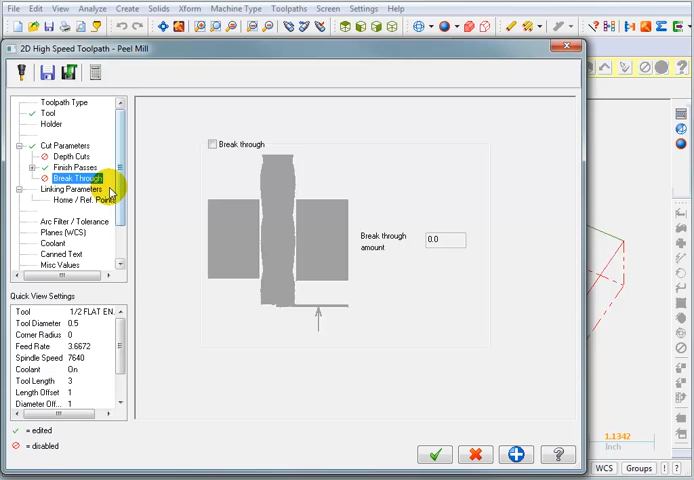 File Edit View Analyze Create Solids Xform Machine Type Toolpaths Screen Settings Help
2D High Speed Toolpath - Peel Mill
Toolpath Type
Tool
Holder
Cut Parameters
Depth Cuts
Finish Passes
Break Through
Linking Parameters
Home / Ref. Points
Arc Filter / Tolerance
Planes (WCS)
Coolant
Canned Text
Misc Values
Break through
Break through
amount
0.0
Quick View Settings
Tool 1/2 FLAT EN...
Tool Diameter 0.5
Corner Radius 0
Feed Rate 3.6672
Spindle Speed 7640
Coolant On
Tool Length 3
Length Offset 1
Diameter Off... 1
= edited
= disabled
1.1342
Inch
WCS Groups ! ?